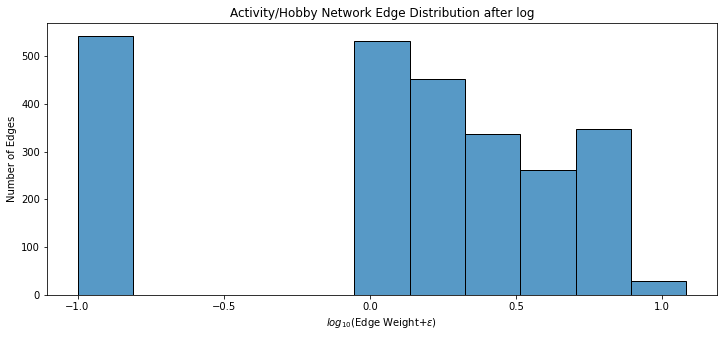 Activity/Hobby Network Edge Distribution after log
Number of Edges
500
400
300
200
100
0
−1.0 −0.5 0.0 0.5 1.0
log₁₀(Edge Weight+ε)